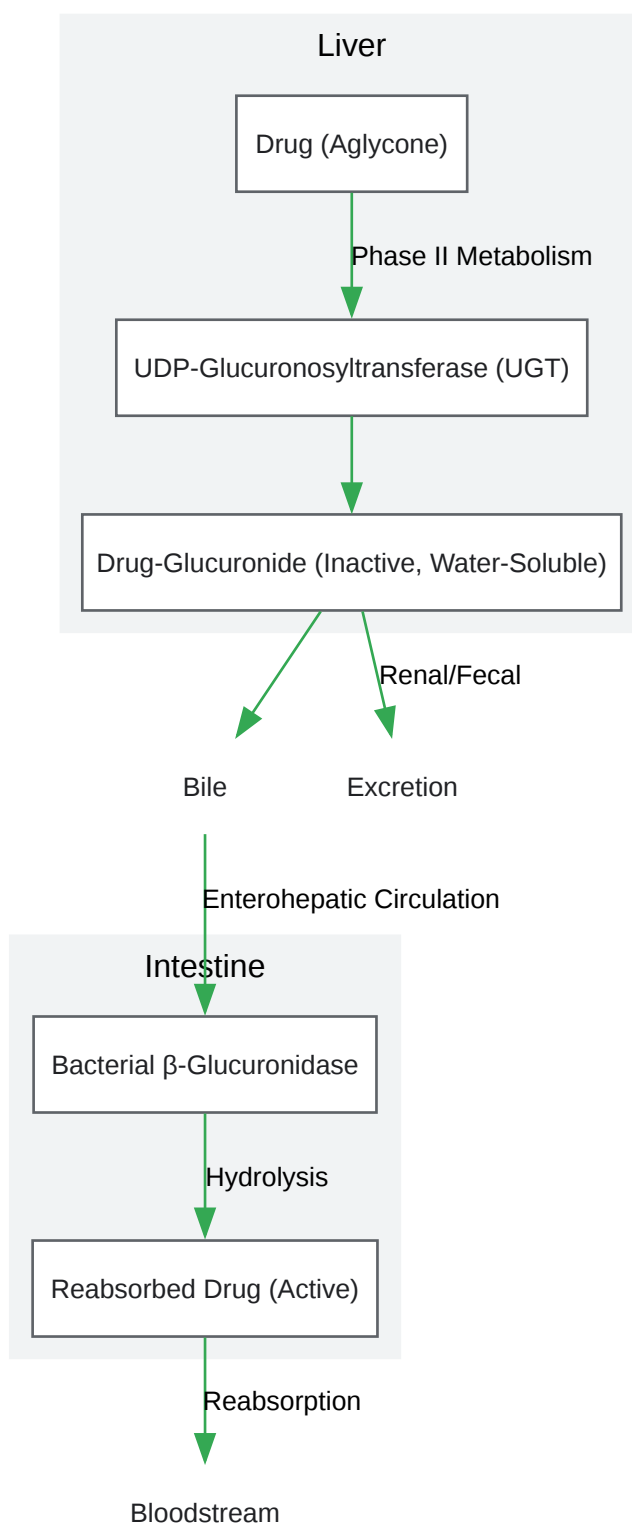 Liver
Drug (Aglycone)
Phase II Metabolism
UDP-Glucuronosyltransferase (UGT)
Drug-Glucuronide (Inactive, Water-Soluble)
Renal/Fecal
Bile
Excretion
Enterohepatic Circulation
Intestine
Bacterial β-Glucuronidase
Hydrolysis
Reabsorbed Drug (Active)
Reabsorption
Bloodstream